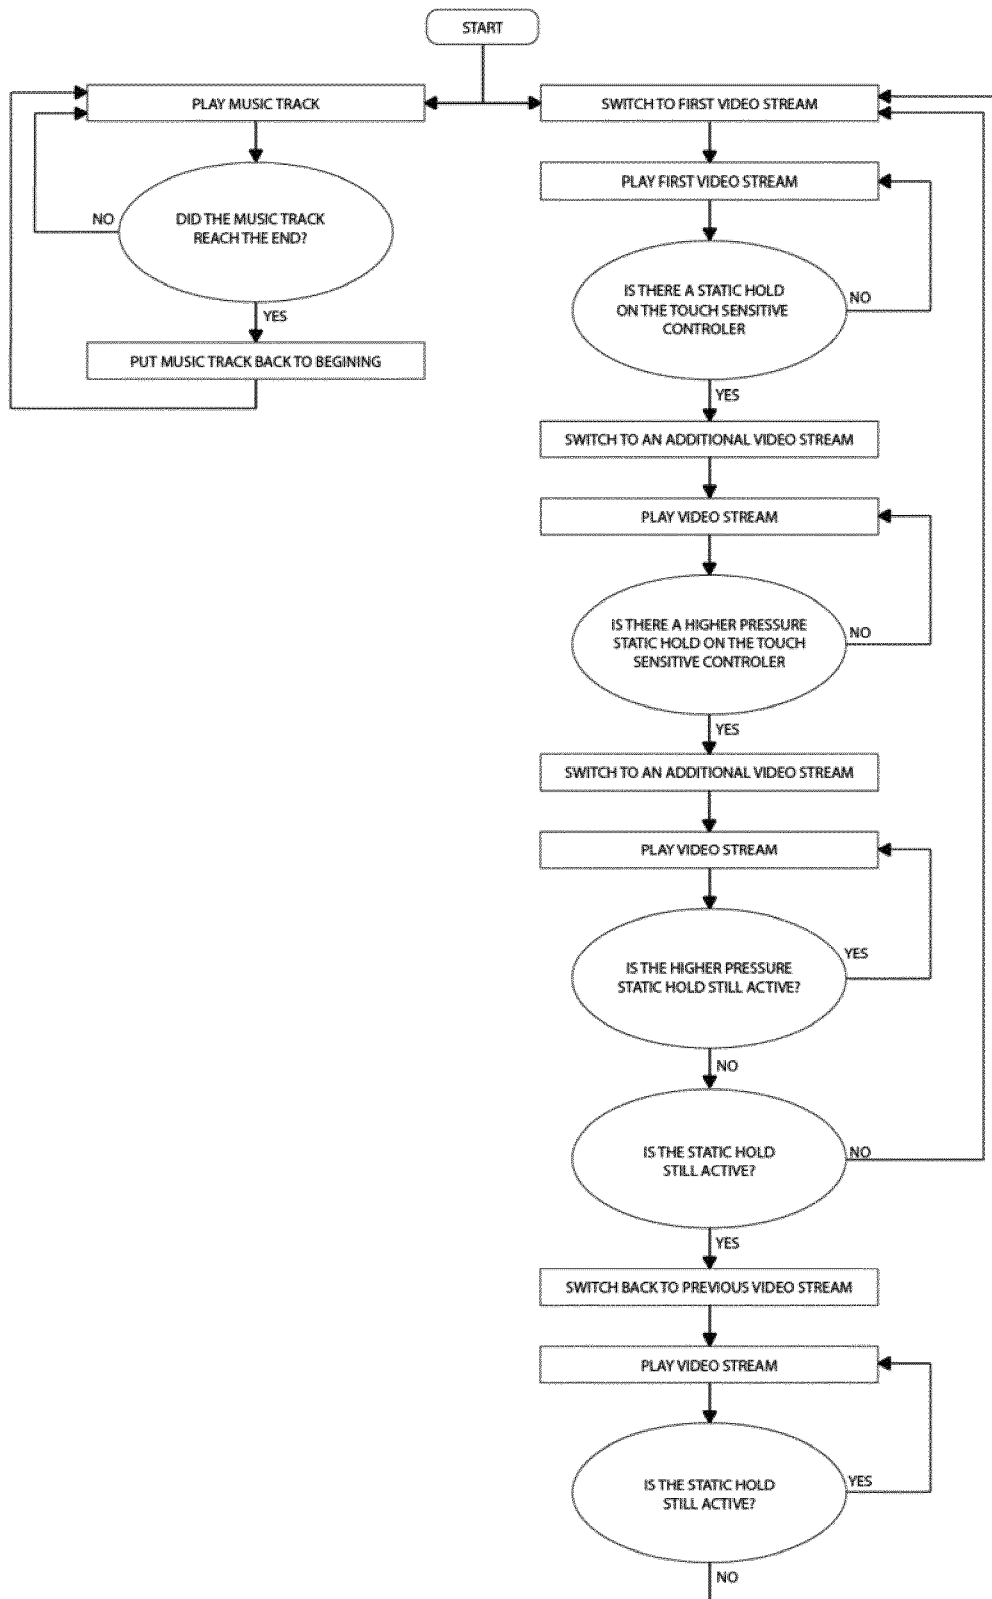 START
PLAY MUSIC TRACK
SWITCH TO FIRST VIDEO STREAM
PLAY FIRST VIDEO STREAM
NO
DID THE MUSIC TRACK
REACH THE END?
YES
PUT MUSIC TRACK BACK TO BEGINING
IS THERE A STATIC HOLD
ON THE TOUCH SENSITIVE
CONTROLER
NO
YES
SWITCH TO AN ADDITIONAL VIDEO STREAM
PLAY VIDEO STREAM
IS THERE A HIGHER PRESSURE
STATIC HOLD ON THE TOUCH
SENSITIVE CONTROLER
NO
YES
SWITCH TO AN ADDITIONAL VIDEO STREAM
PLAY VIDEO STREAM
IS THE HIGHER PRESSURE
STATIC HOLD STILL ACTIVE?
YES
NO
IS THE STATIC HOLD
STILL ACTIVE?
NO
YES
SWITCH BACK TO PREVIOUS VIDEO STREAM
PLAY VIDEO STREAM
IS THE STATIC HOLD
STILL ACTIVE?
YES
NO